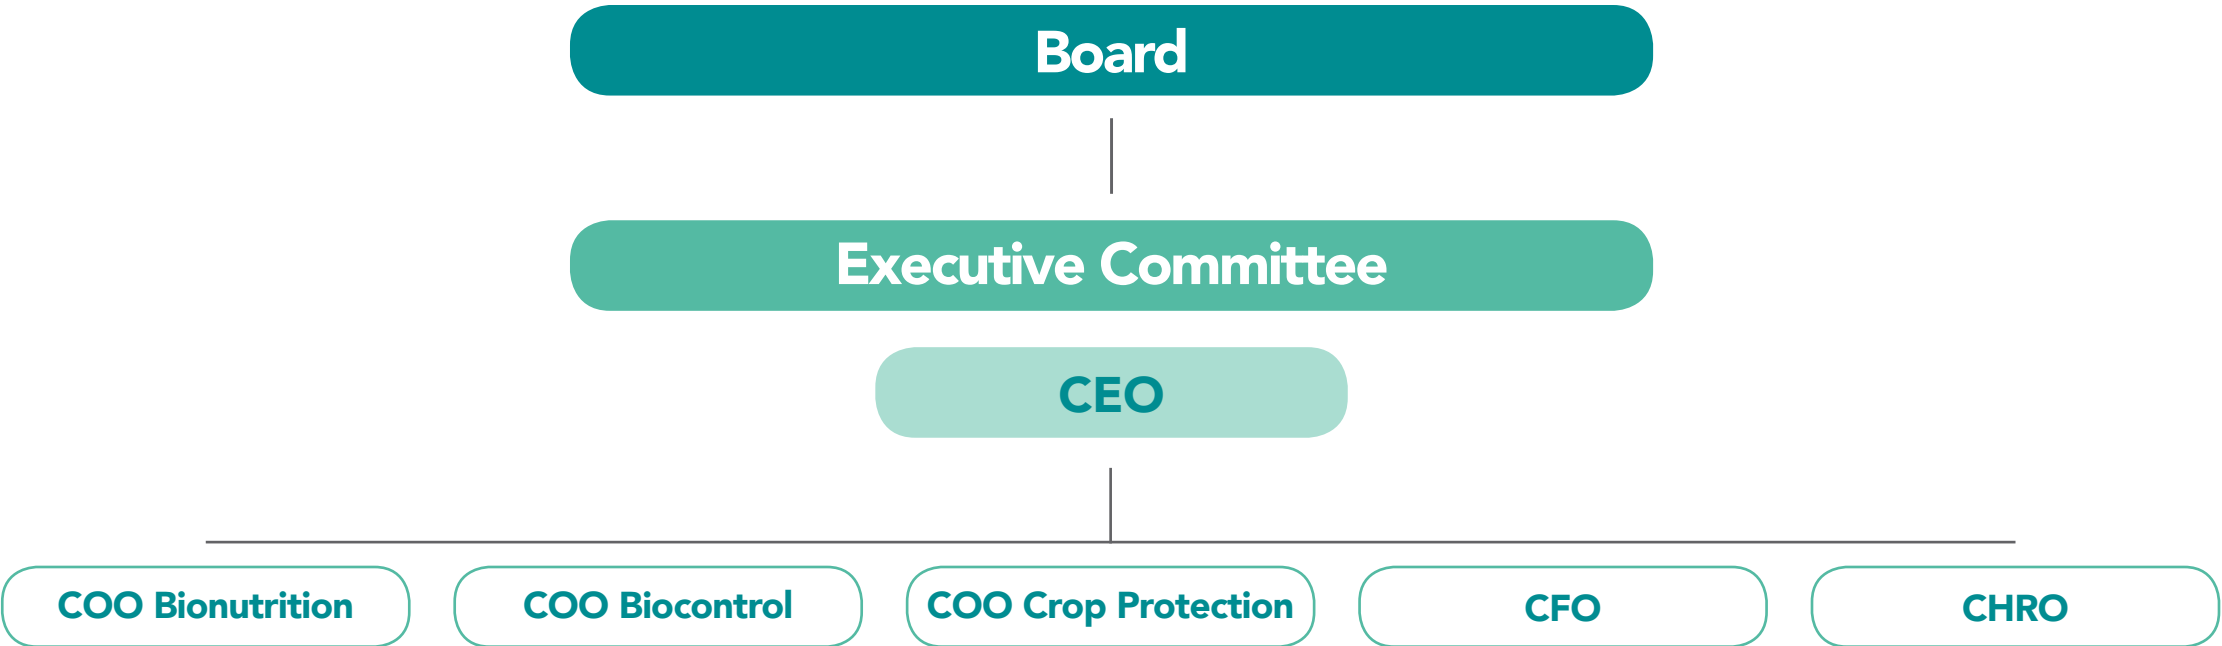 Board
Executive Committee
CEO
COO Bionutrition
COO Biocontrol
COO Crop Protection
CFO
CHRO